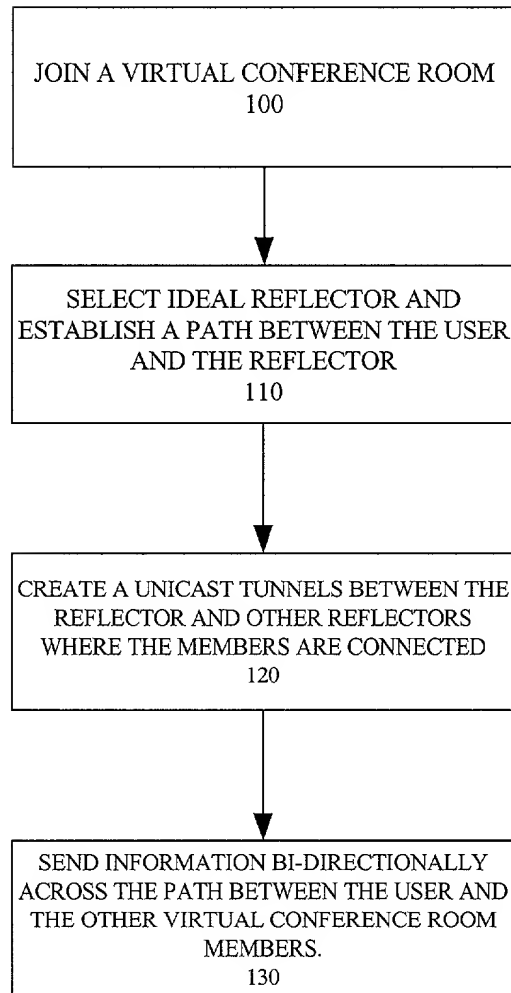 JOIN A VIRTUAL CONFERENCE ROOM
100
SELECT IDEAL REFLECTOR AND
ESTABLISH A PATH BETWEEN THE USER
AND THE REFLECTOR
110
CREATE A UNICAST TUNNELS BETWEEN THE
REFLECTOR AND OTHER REFLECTORS
WHERE THE MEMBERS ARE CONNECTED
120
SEND INFORMATION BI-DIRECTIONALLY
ACROSS THE PATH BETWEEN THE USER AND
THE OTHER VIRTUAL CONFERENCE ROOM
MEMBERS.
130